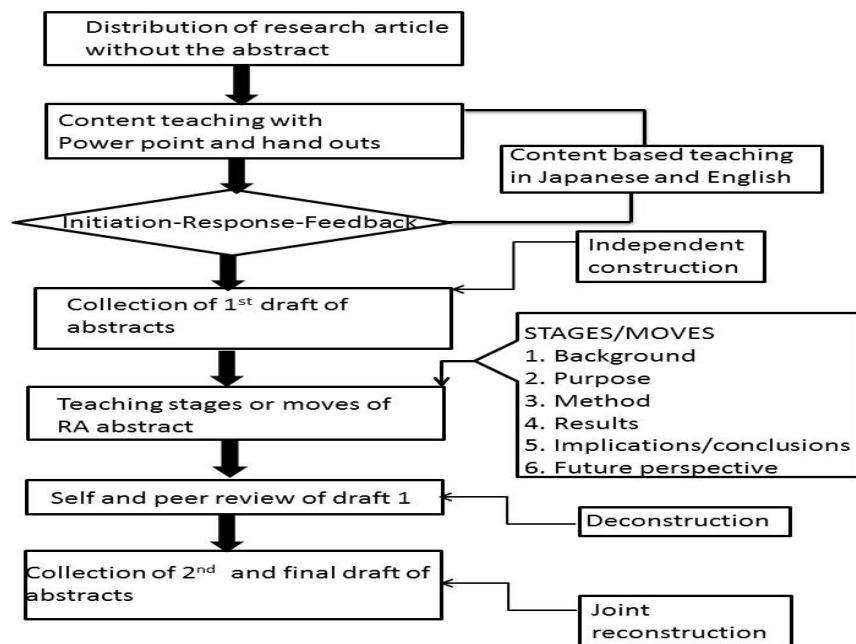 Distribution of research article
without the abstract
Content teaching with
Power point and hand outs
Content based teaching
in Japanese and English
Initiation-Response-Feedback
Independent
construction
Collection of 1st draft of
abstracts
STAGES/MOVES
1. Background
2. Purpose
3. Method
4. Results
5. Implications/conclusions
6. Future perspective
Teaching stages or moves of
RA abstract
Self and peer review of draft 1
Deconstruction
Collection of 2nd and final draft of
abstracts
Joint
reconstruction